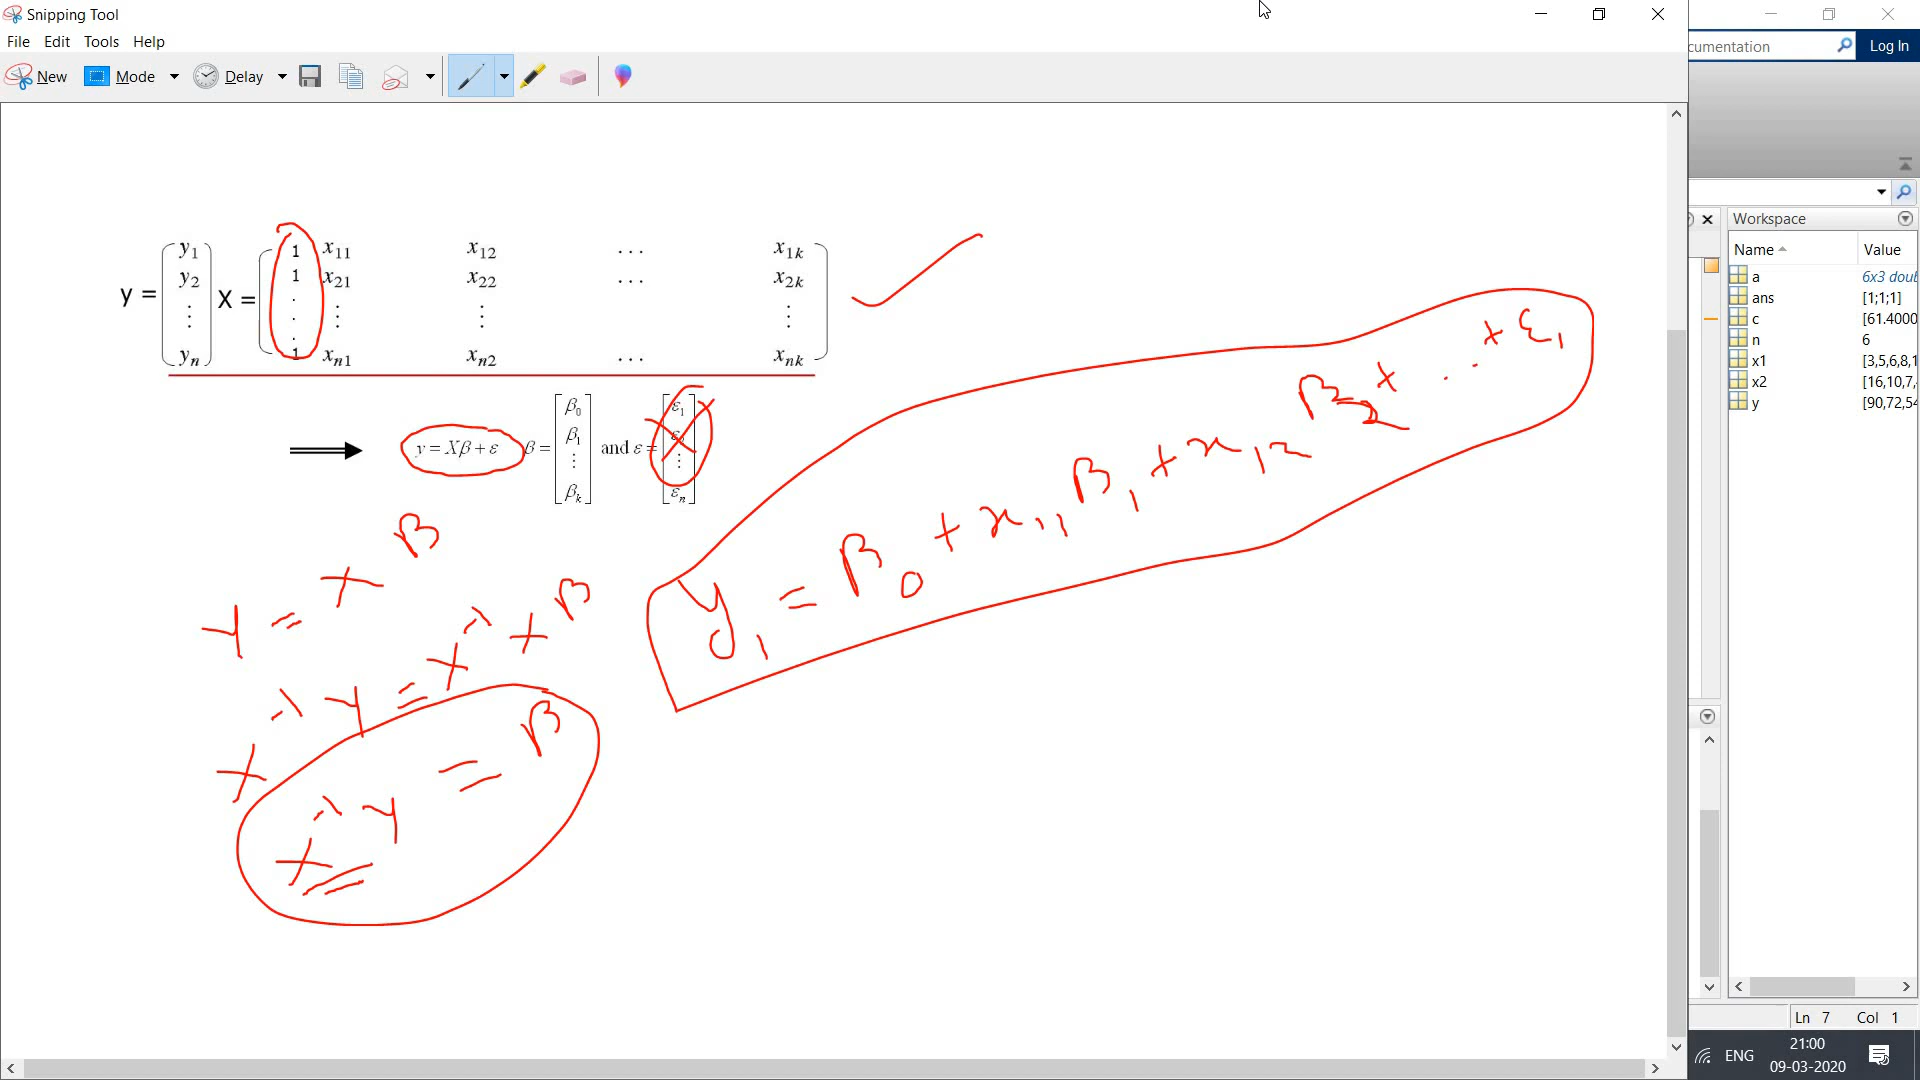 Snipping Tool
File Edit Tools Help
New Mode Delay
cumentation Log In
y = [y₁ y₂ ⋮ yₙ] X = [1 x₁₁ x₁₂ ... x₁ₖ
1 x₂₁ x₂₂ ... x₂ₖ
. ⋮ ⋮ ⋮
1 xₙ₁ xₙ₂ ... xₙₖ]
⟹ y = Xβ + ε β = [β₀ β₁ ⋮ βₖ] and ε = [ε₁ ε₂ ⋮ εₙ]
y₁ = β₀ + x₁₁ β₁ + x₁₂ β₂ + ... + ε₁
Y = X β
X⁻¹ Y = X⁻¹ X β
X⁻¹ Y = β
Workspace
Name Value
a 6x3 doub
ans [1;1;1]
c [61.4000
n 6
x1 [3,5,6,8,1
x2 [16,10,7,
y [90,72,54
Ln 7 Col 1
ENG 21:00
09-03-2020